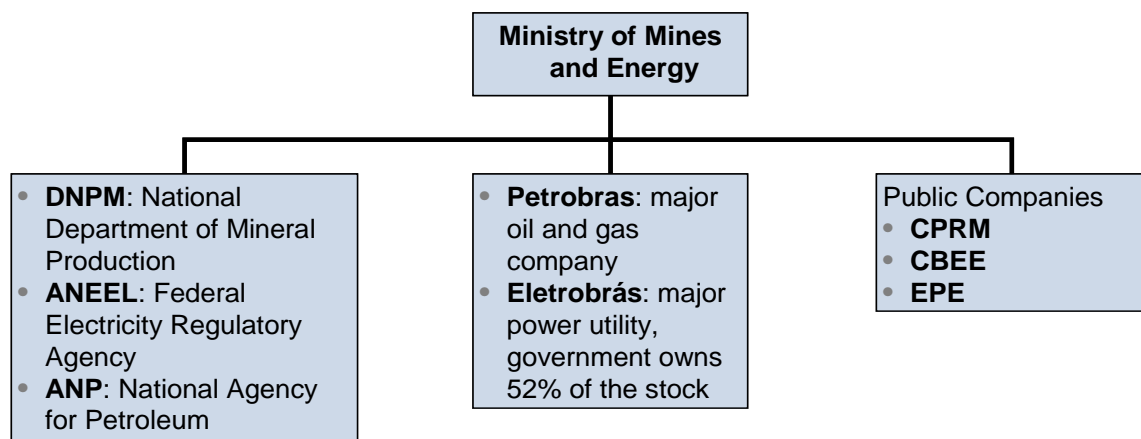 Ministry of Mines
and Energy
• DNPM: National
Department of Mineral
Production
• ANEEL: Federal
Electricity Regulatory
Agency
• ANP: National Agency
for Petroleum
• Petrobras: major
oil and gas
company
• Eletrobrás: major
power utility,
government owns
52% of the stock
Public Companies
• CPRM
• CBEE
• EPE